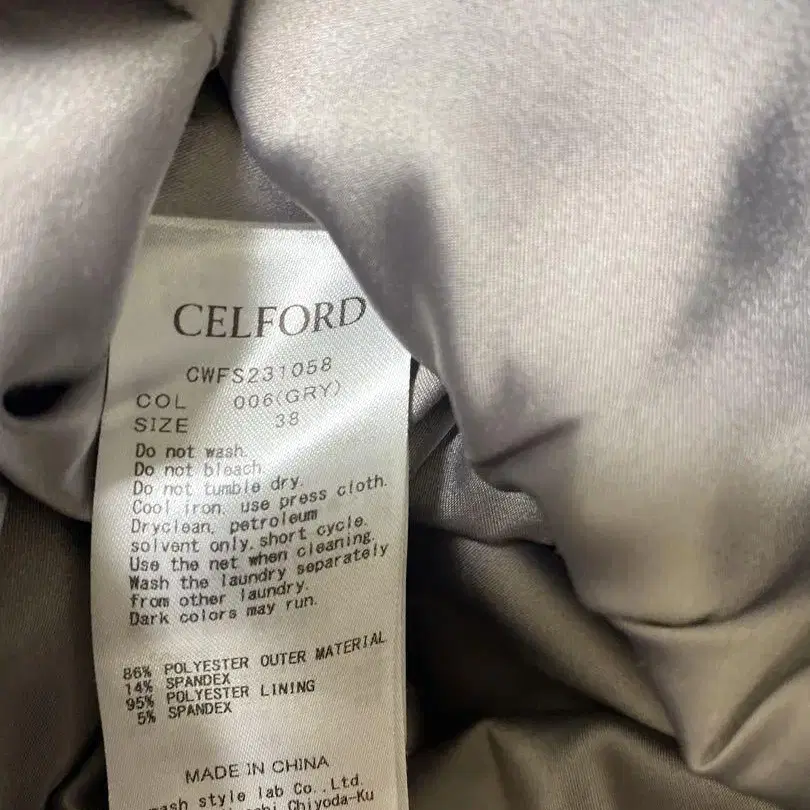 CELFORD
CWFS231058
COL 006(GRY)
SIZE 38
Do not wash.
Do not bleach.
Do not tumble dry.
Cool iron, use press cloth.
Dryclean, petroleum
solvent only, short cycle.
Use the net when cleaning.
Wash the laundry separately
from other laundry.
Dark colors may run.
86% POLYESTER OUTER MATERIAL
14% SPANDEX
95% POLYESTER LINING
5% SPANDEX
MADE IN CHINA
style lab Co.,Ltd.
Chiyoda-Ku